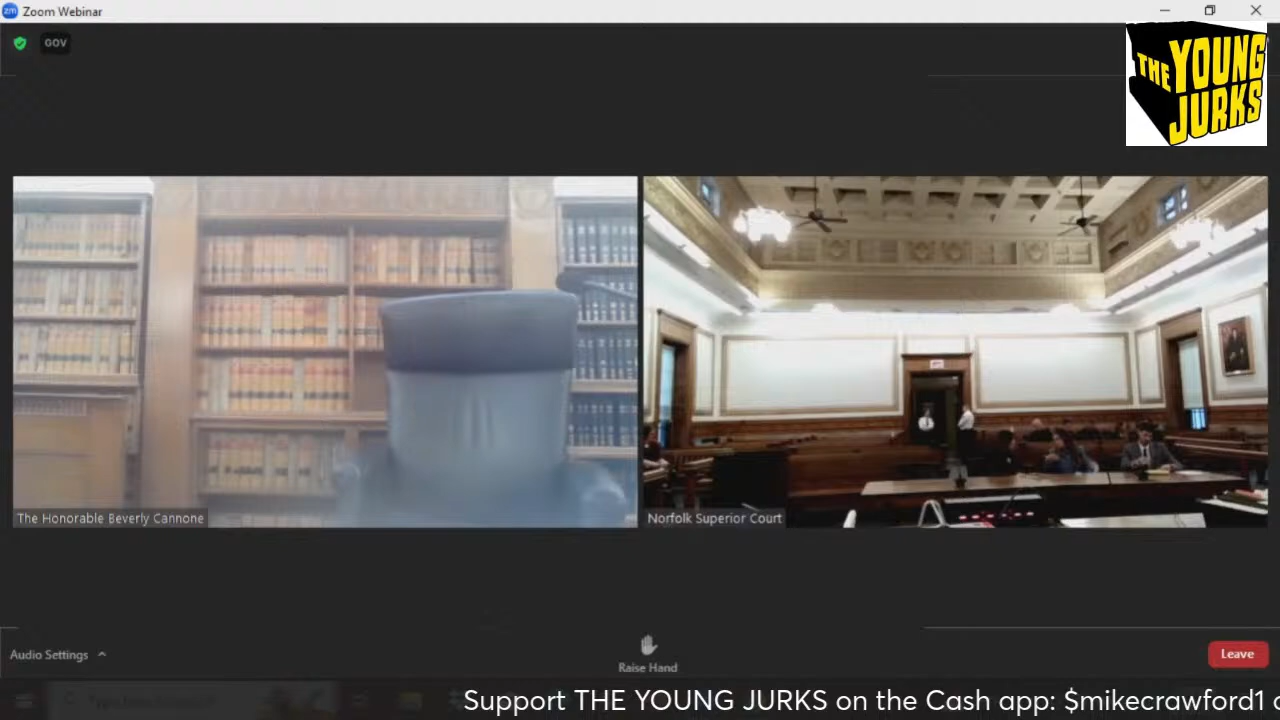 Zoom Webinar
GOV
THE YOUNG
JURKS
The Honorable Beverly Cannone
Norfolk Superior Court
Audio Settings
Raise Hand
Leave
Support THE YOUNG JURKS on the Cash app: $mikecrawford1